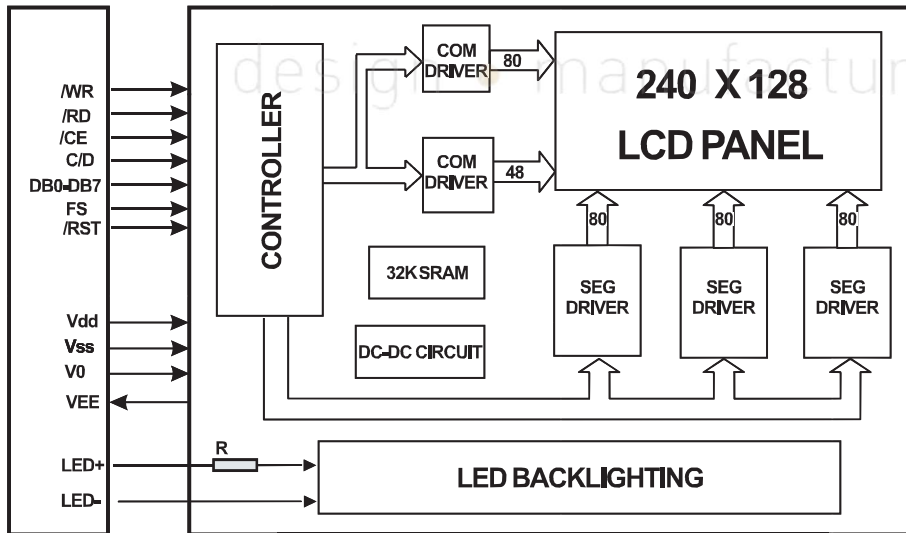 design • manufactur
/WR
/RD
/CE
C/D
DB0-DB7
FS
/RST
Vdd
Vss
V0
VEE
LED+
LED-
R
CONTROLLER
COM
DRIVER
80
COM
DRIVER
48
240 X 128
LCD PANEL
80
80
80
32K SRAM
DC-DC CIRCUIT
SEG
DRIVER
SEG
DRIVER
SEG
DRIVER
LED BACKLIGHTING